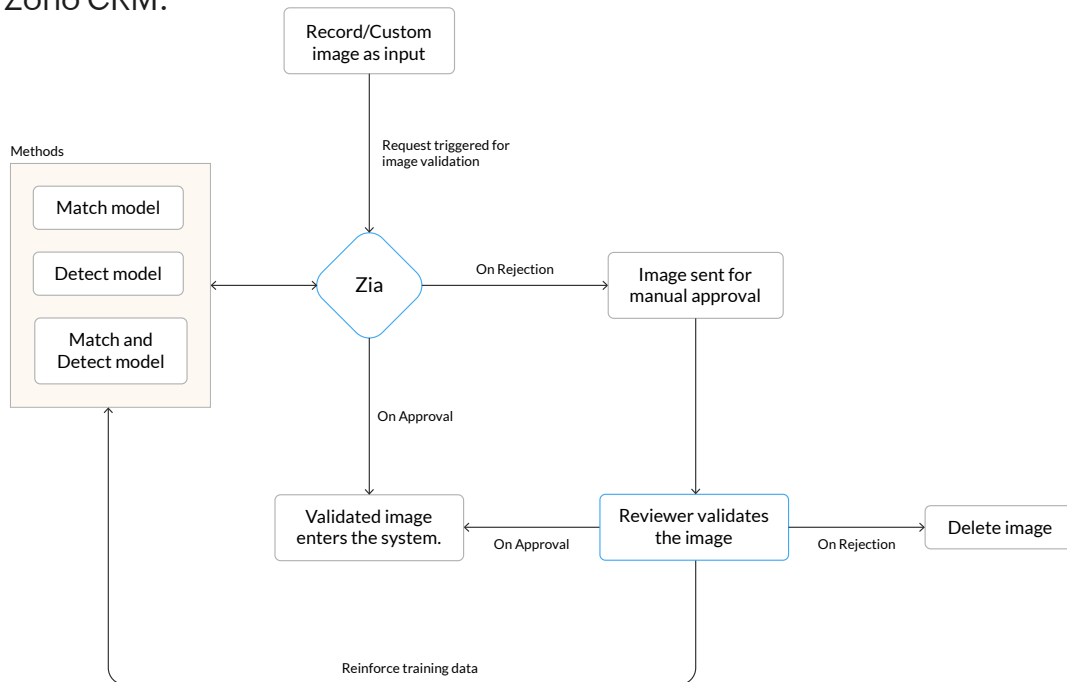 Zoho CRM:
Record/Custom
image as input
Request triggered for
image validation
Methods
Match model
Detect model
Match and
Detect model
Zia
On Rejection
Image sent for
manual approval
On Approval
Validated image
enters the system.
On Approval
Reviewer validates
the image
On Rejection
Delete image
Reinforce training data